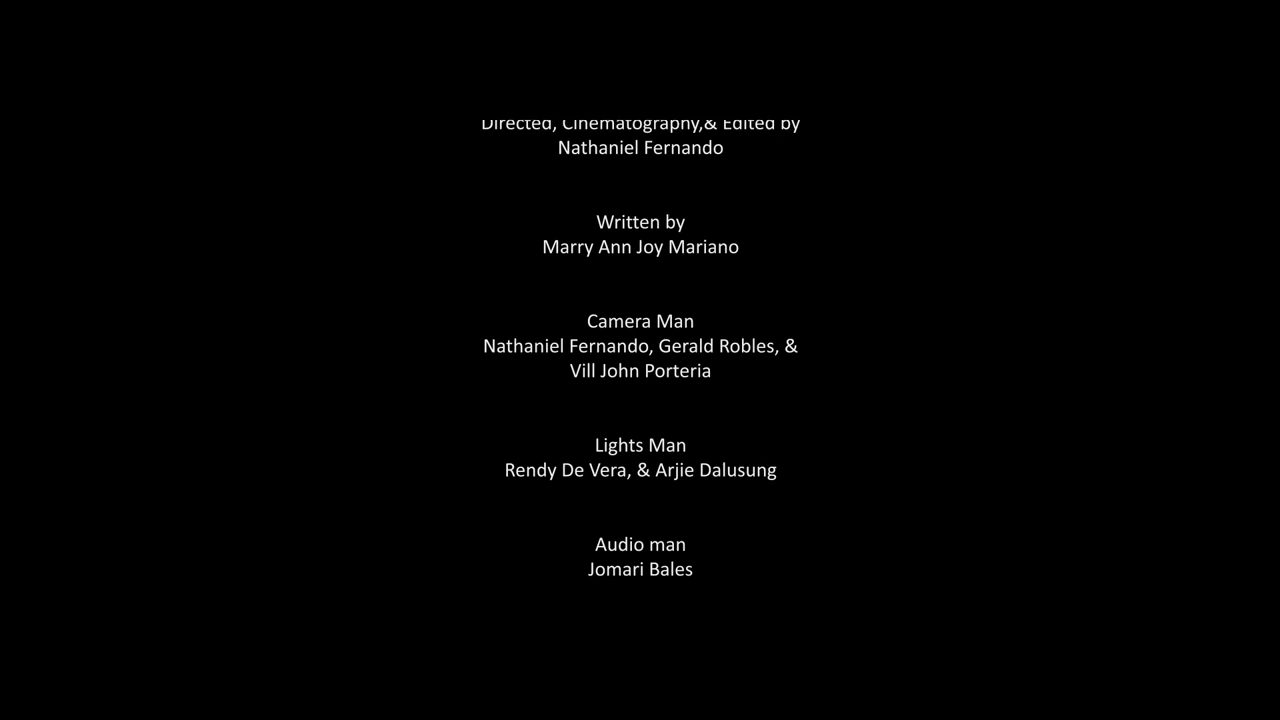 Directed, Cinematography,& Edited by
Nathaniel Fernando
Written by
Marry Ann Joy Mariano
Camera Man
Nathaniel Fernando, Gerald Robles, &
Vill John Porteria
Lights Man
Rendy De Vera, & Arjie Dalusung
Audio man
Jomari Bales